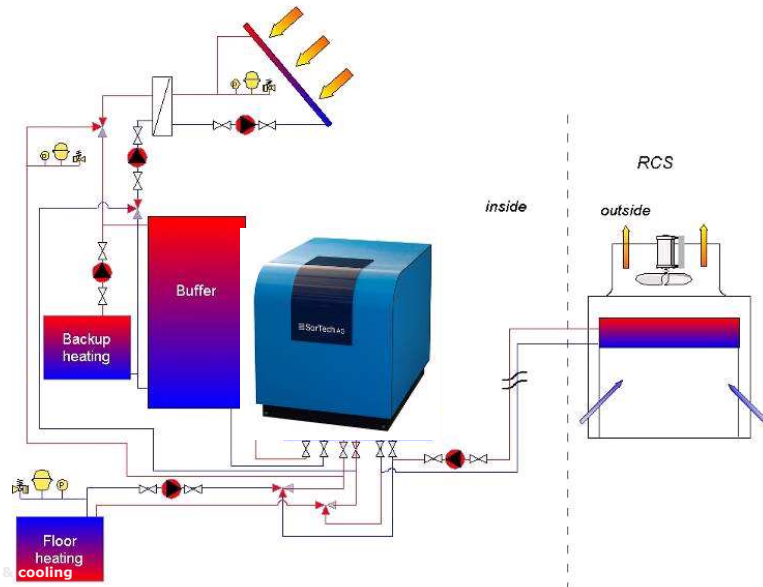 RCS
inside
outside
Buffer
SorTech AG
Backup
heating
P
P
P
Floor
heating
& cooling